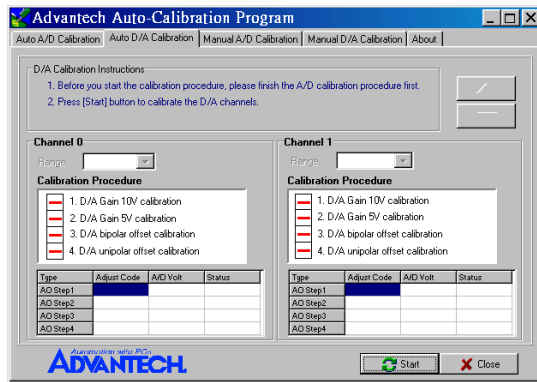 Advantech Auto-Calibration Program
Auto A/D Calibration Auto D/A Calibration Manual A/D Calibration Manual D/A Calibration About
D/A Calibration Instructions
1. Before you start the calibration procedure, please finish the A/D calibration procedure first.
2. Press [Start] button to calibrate the D/A channels.
Channel 0
Range
Calibration Procedure
1. D/A Gain 10V calibration
2. D/A Gain 5V calibration
3. D/A bipolar offset calibration
4. D/A unipolar offset calibration
Type Adjust Code A/D Volt Status
AO Step1
AO Step2
AO Step3
AO Step4
Channel 1
Range
Calibration Procedure
1. D/A Gain 10V calibration
2. D/A Gain 5V calibration
3. D/A bipolar offset calibration
4. D/A unipolar offset calibration
Type Adjust Code A/D Volt Status
AO Step1
AO Step2
AO Step3
AO Step4
Automation with PCs
ADVANTECH.
Start
Close